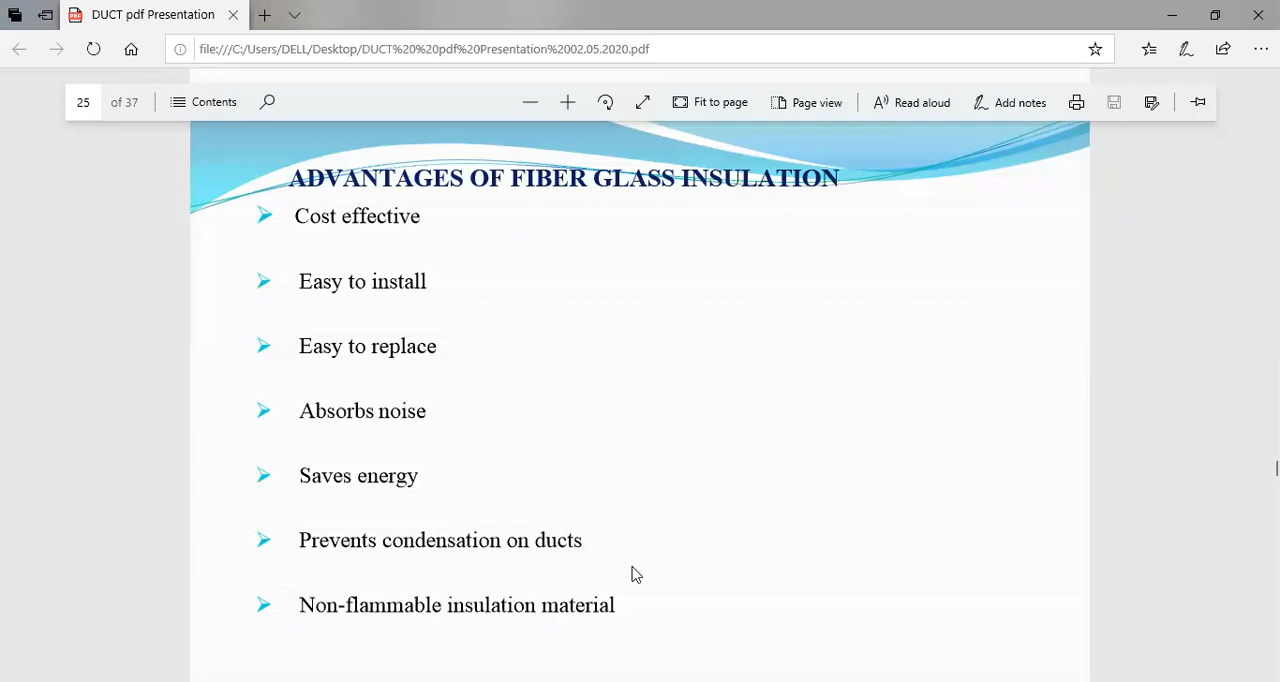 DUCT pdf Presentation
file:///C:/Users/DELL/Desktop/DUCT%20%20pdf%20Presentation%2002.05.2020.pdf
25 of 37 Contents Fit to page Page view Read aloud Add notes
ADVANTAGES OF FIBER GLASS INSULATION
Cost effective
Easy to install
Easy to replace
Absorbs noise
Saves energy
Prevents condensation on ducts
Non-flammable insulation material